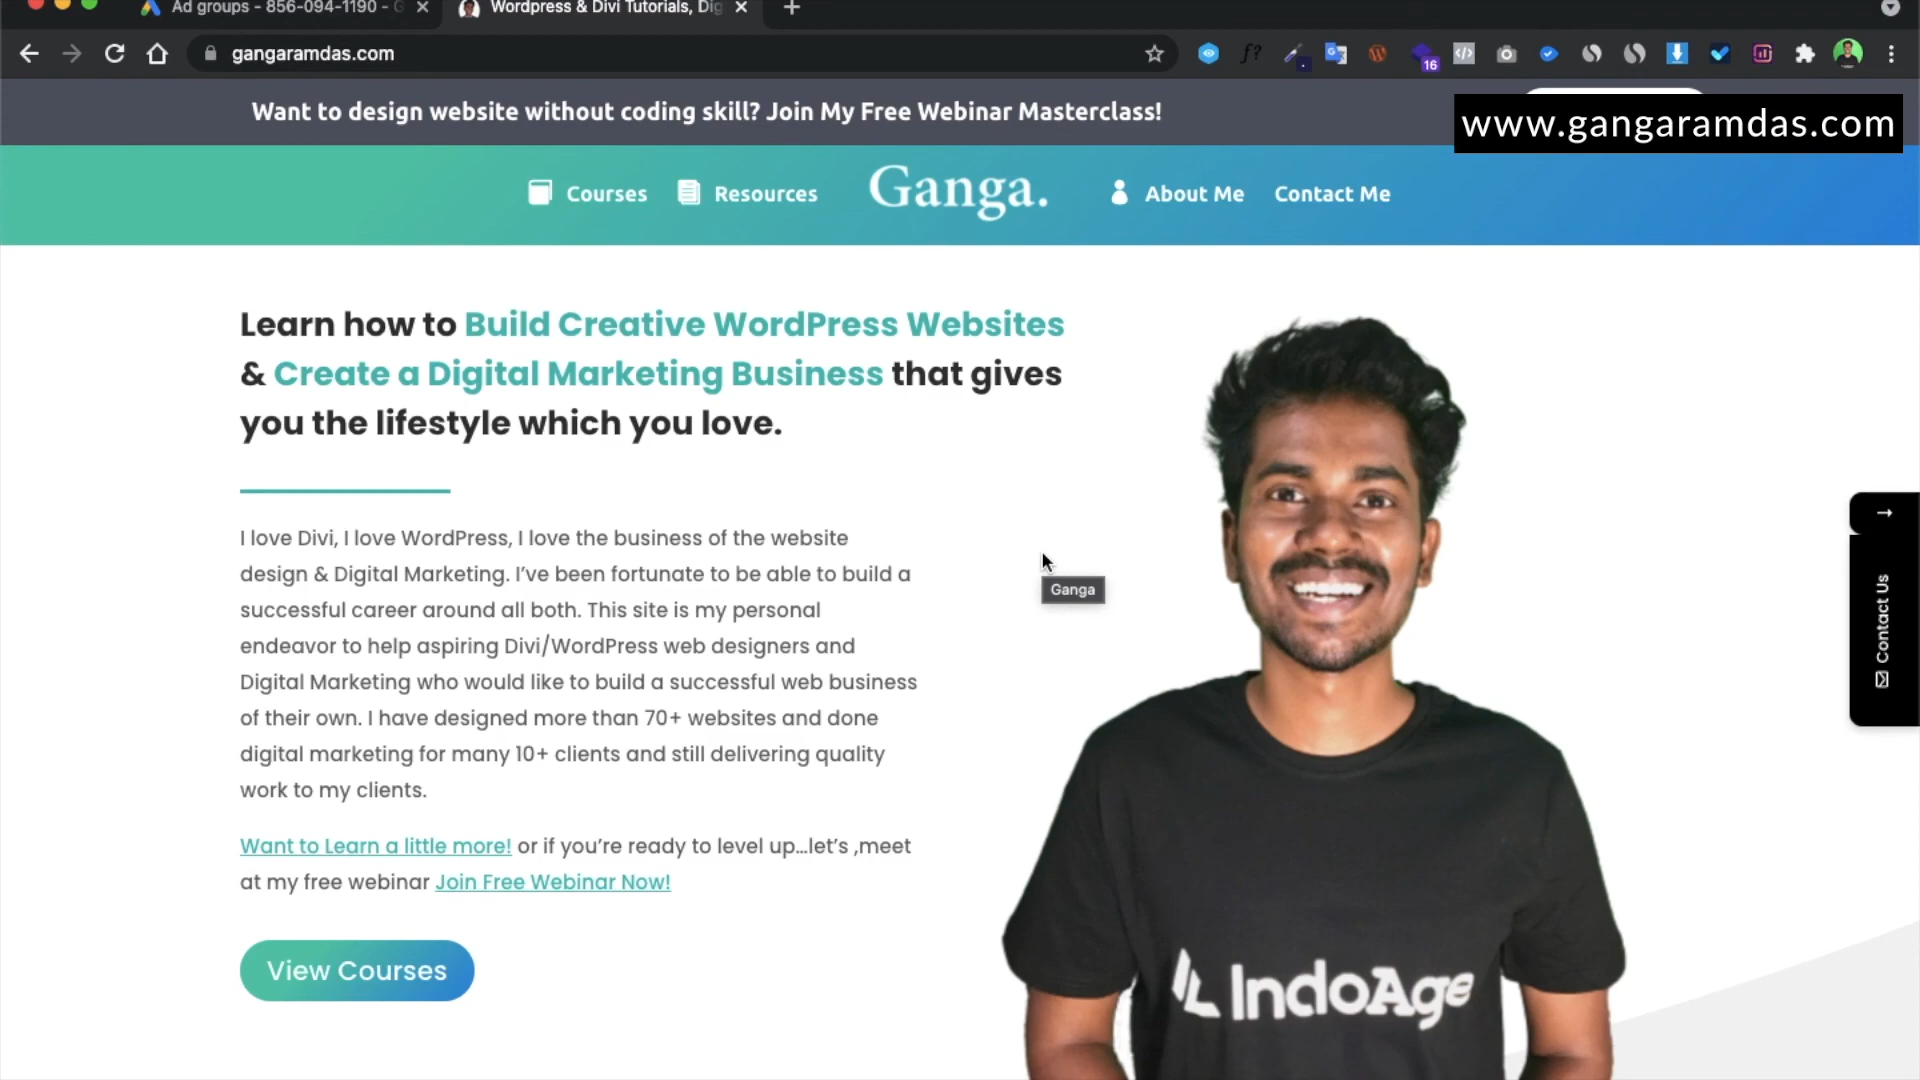 Ad groups - 856-094-1190 - G
Wordpress & Divi Tutorials, Dig
gangaramdas.com
f?
16
Want to design website without coding skill? Join My Free Webinar Masterclass!
www.gangaramdas.com
Courses
Resources
Ganga.
About Me
Contact Me
Learn how to Build Creative WordPress Websites
& Create a Digital Marketing Business that gives
you the lifestyle which you love.
I love Divi, I love WordPress, I love the business of the website
design & Digital Marketing. I’ve been fortunate to be able to build a
successful career around all both. This site is my personal
endeavor to help aspiring Divi/WordPress web designers and
Digital Marketing who would like to build a successful web business
of their own. I have designed more than 70+ websites and done
digital marketing for many 10+ clients and still delivering quality
work to my clients.
Want to Learn a little more! or if you’re ready to level up…let’s ,meet
at my free webinar Join Free Webinar Now!
View Courses
Ganga
Contact Us
IndoAge